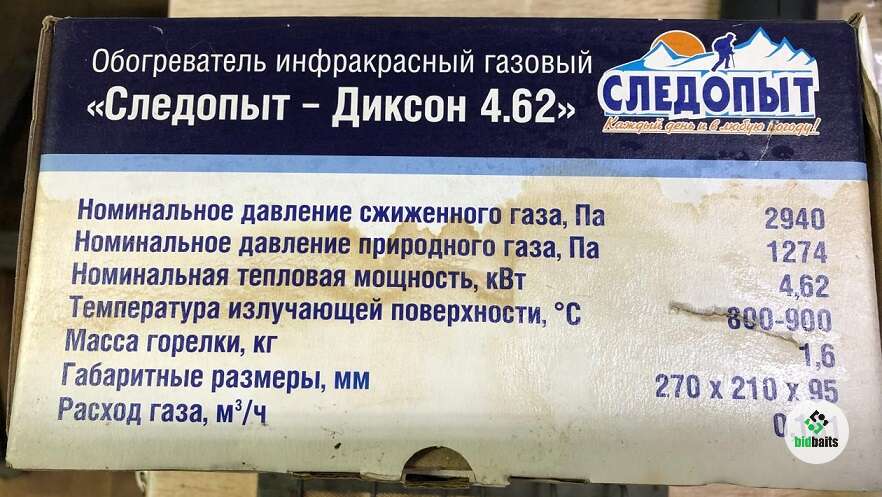 Обогреватель инфракрасный газовый
«Следопыт - Диксон 4.62»
СЛЕДОПЫТ
Каждый день и в любую погоду!
Номинальное давление сжиженного газа, Па 2940
Номинальное давление природного газа, Па 1274
Номинальная тепловая мощность, кВт 4,62
Температура излучающей поверхности, °С 800-900
Масса горелки, кг 1,6
Габаритные размеры, мм 270 х 210 х 95
Расход газа, м³/ч
bidbaits